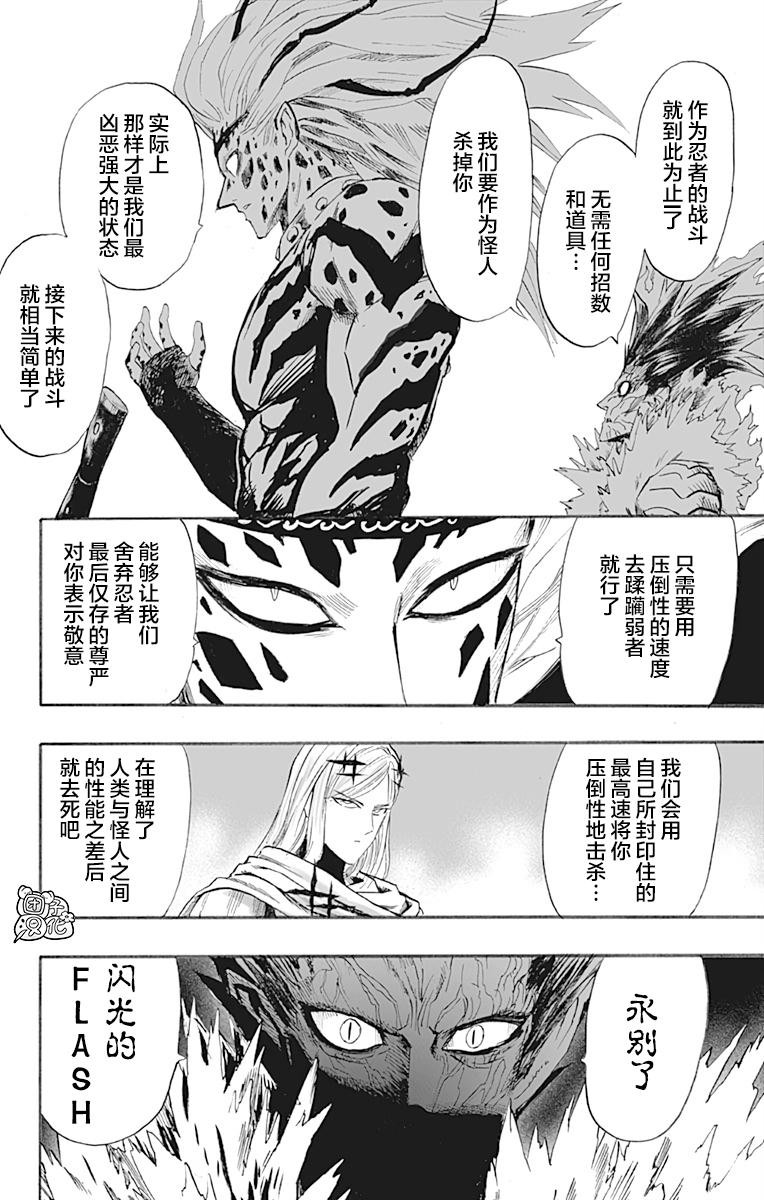 作为忍者的战斗
就到此为止了
无需任何招数
和道具…
我们要作为怪人
杀掉你
实际上
那样才是我们最
凶恶强大的状态
接下来的战斗
就相当简单了
只需要用
压倒性的速度
去蹂躏弱者
就行了
能够让我们
舍弃忍者
最后仅存的尊严
对你表示敬意
我们会用
自己所封印住的
最高速将你
压倒性地击杀…
在理解了
人类与怪人之间
的性能之差后
就去死吧
永别了
闪光的
FLASH